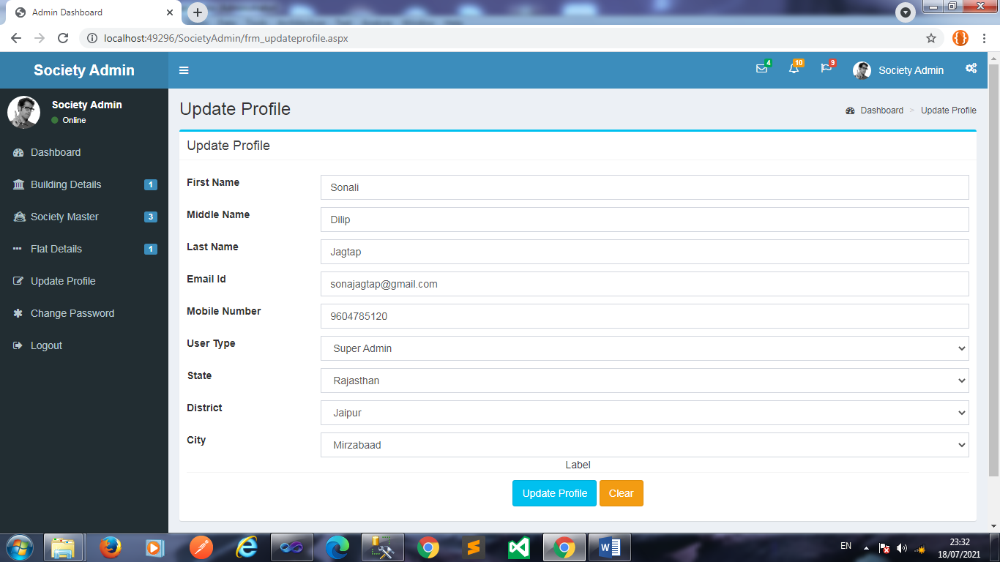 Admin Dashboard
localhost:49296/SocietyAdmin/frm_updateprofile.aspx
Society Admin
4
10
9
Society Admin
Society Admin
Online
Update Profile
Dashboard > Update Profile
Dashboard
Building Details 1
Society Master 3
Flat Details 1
Update Profile
Change Password
Logout
Update Profile
First Name Sonali
Middle Name Dilip
Last Name Jagtap
Email Id sonajagtap@gmail.com
Mobile Number 9604785120
User Type Super Admin
State Rajasthan
District Jaipur
City Mirzabaad
Label
Update Profile Clear
EN
23:32
18/07/2021